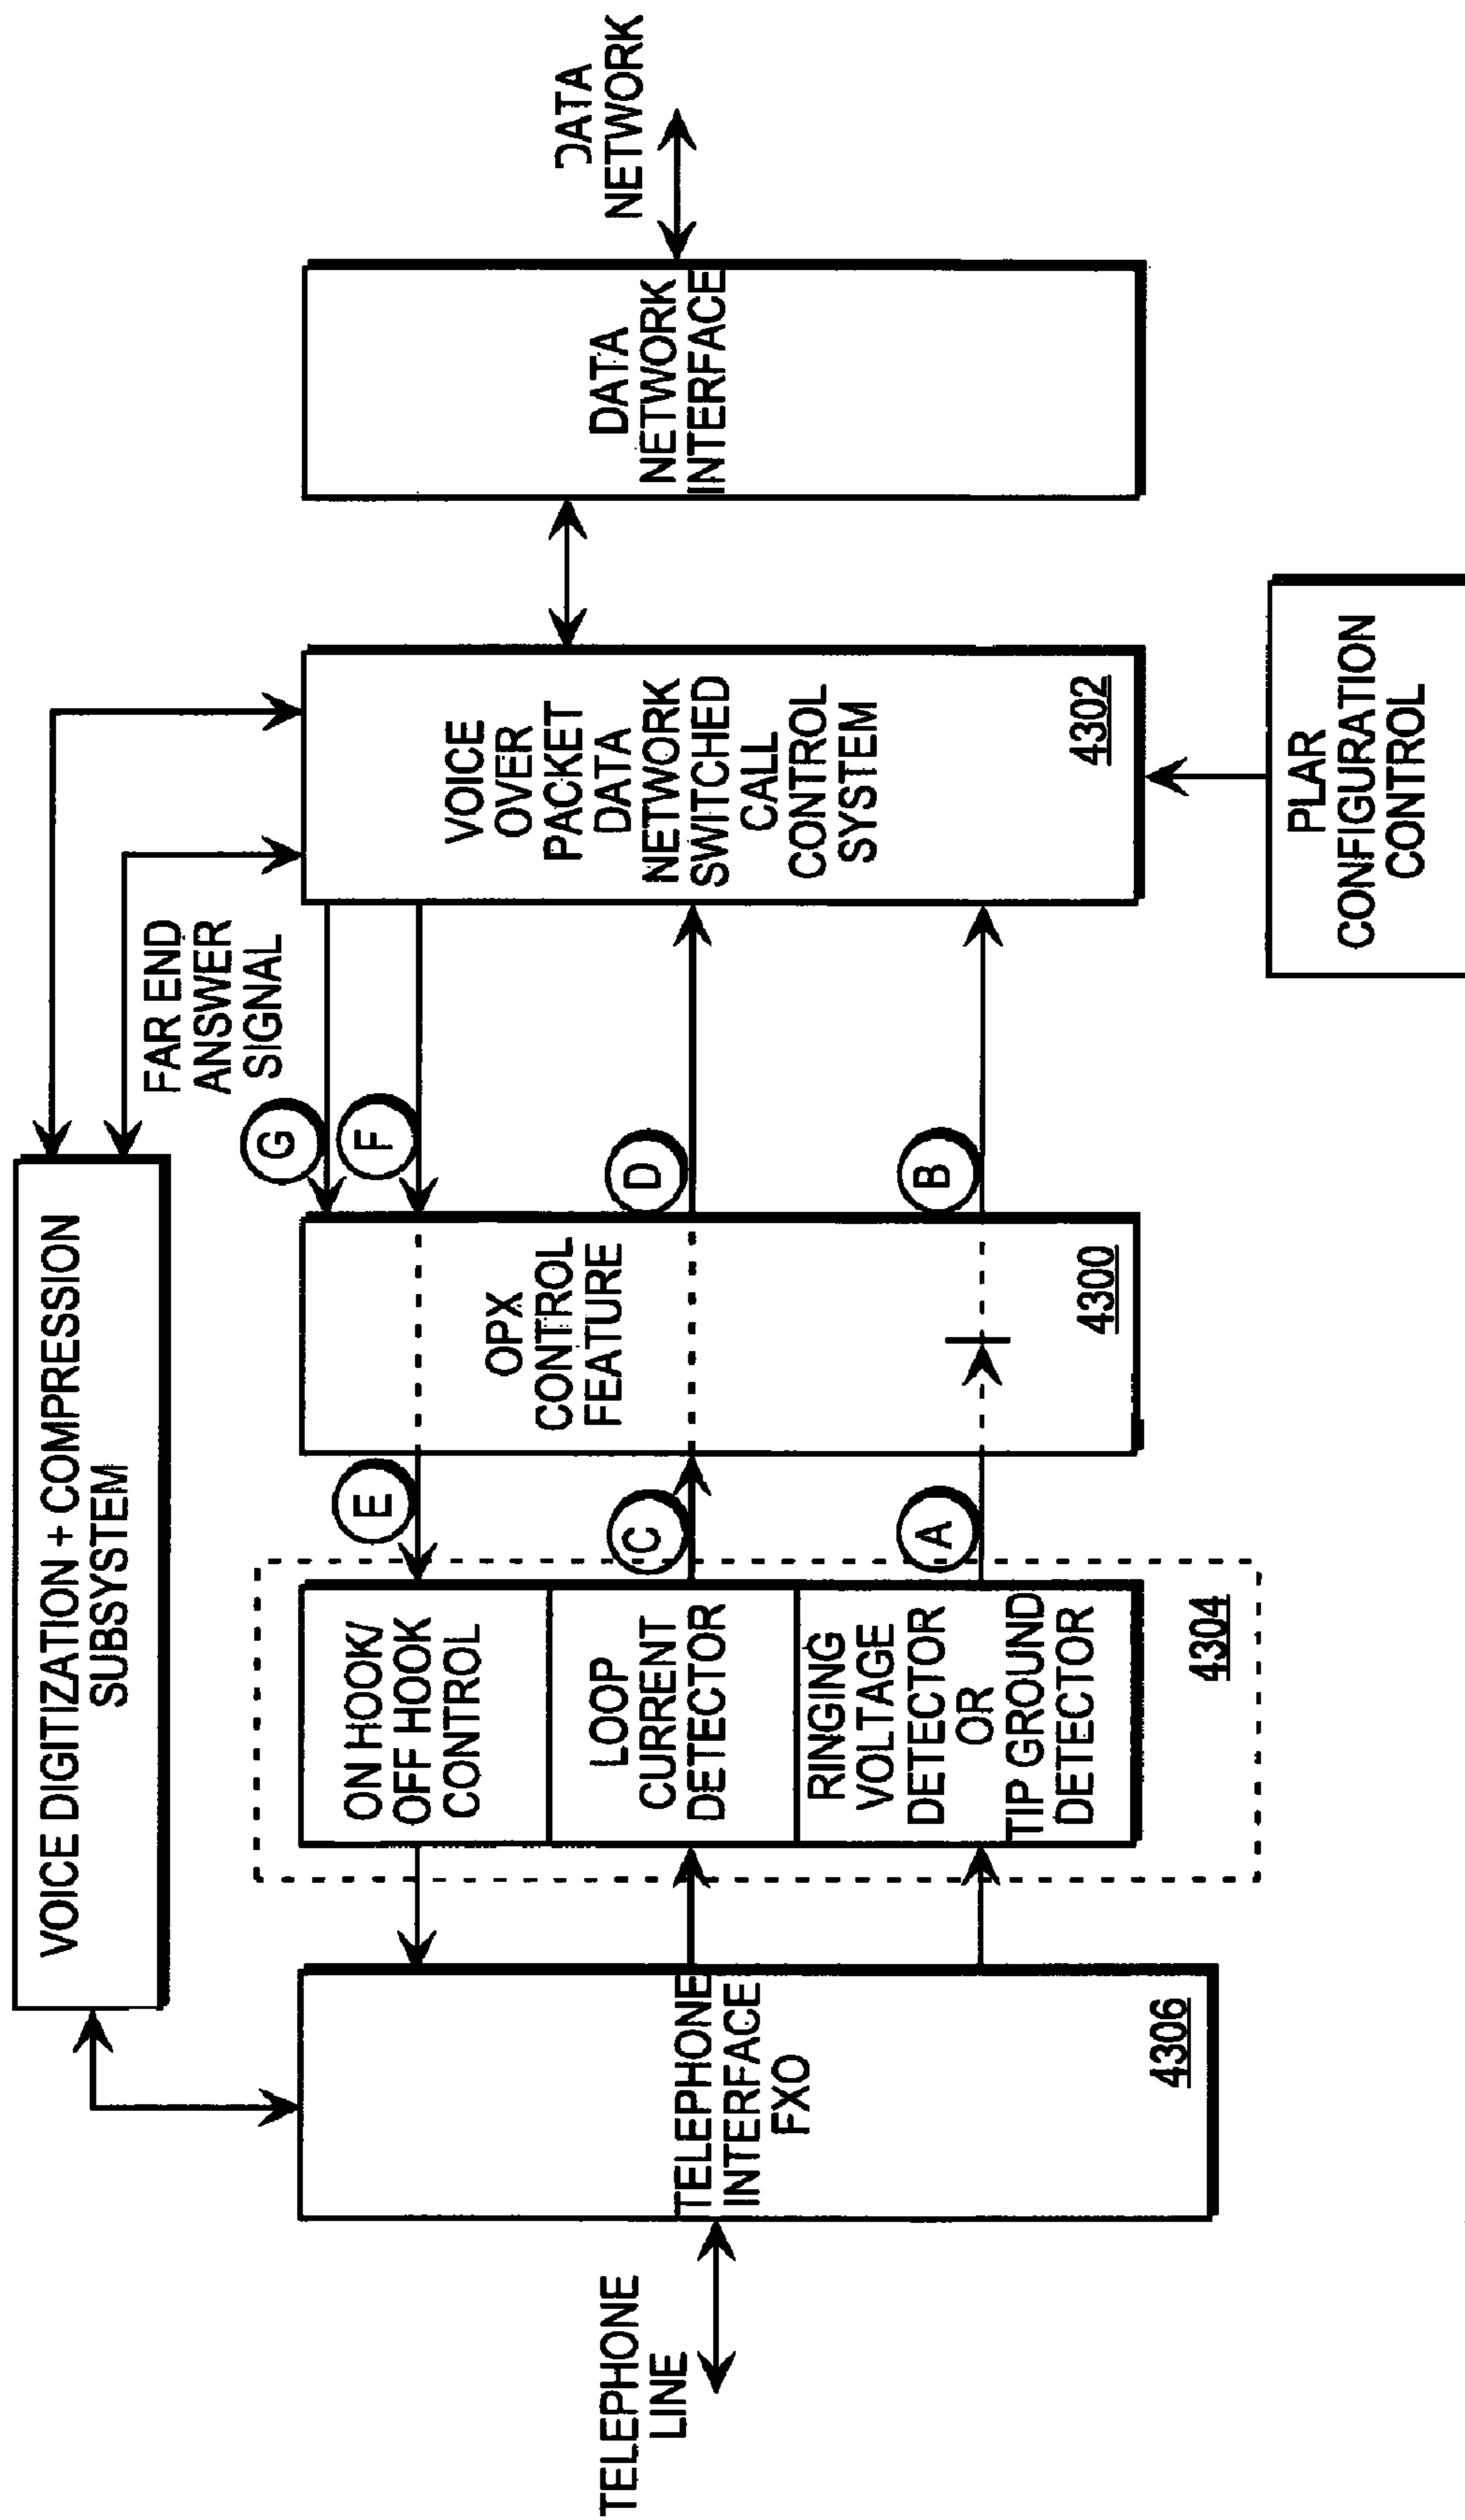 VOICE DIGITIZATION + COMPRESSION
SUBSYSTEM
FAR END
ANSWER
SIGNAL
TELEPHONE
LINE
TELEPHONE
INTERFACE
FXO
4306
ON HOOK/
OFF HOOK
CONTROL
LOOP
CURRENT
DETECTOR
RINGING
VOLTAGE
DETECTOR
OR
TIP GROUND
DETECTOR
4304
E
C
A
OPX
CONTROL
FEATURE
4300
G
F
D
B
VOICE
OVER
PACKET
DATA
NETWORK
SWITCHED
CALL
CONTROL
SYSTEM
4302
PLAR
CONFIGURATION
CONTROL
DATA
NETWORK
INTERFACE
DATA
NETWORK